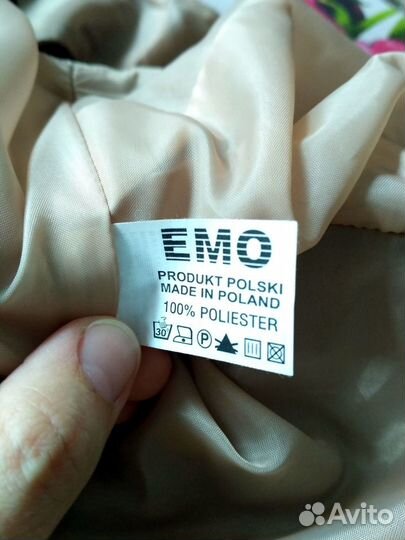 EMO
PRODUKT POLSKI
MADE IN POLAND
100% POLIESTER
30 P
Avito